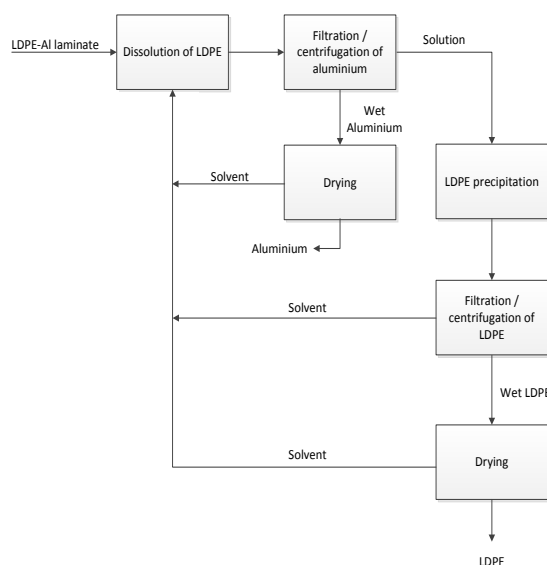 LDPE-Al laminate
Dissolution of LDPE
Filtration /
centrifugation of
aluminium
Solution
Wet
Aluminium
Solvent
Drying
LDPE precipitation
Aluminium
Solvent
Filtration /
centrifugation of
LDPE
Wet LDPE
Solvent
Drying
LDPE